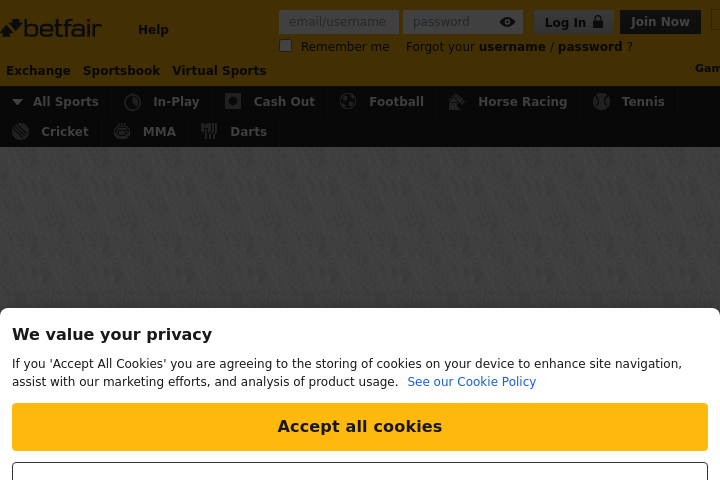 betfair
Help
email/username
password
Log In
Join Now
Remember me
Forgot your username / password ?
Exchange
Sportsbook
Virtual Sports
All Sports
In-Play
Cash Out
Football
Horse Racing
Tennis
Cricket
MMA
Darts
We value your privacy
If you 'Accept All Cookies' you are agreeing to the storing of cookies on your device to enhance site navigation,
assist with our marketing efforts, and analysis of product usage. See our Cookie Policy
Accept all cookies